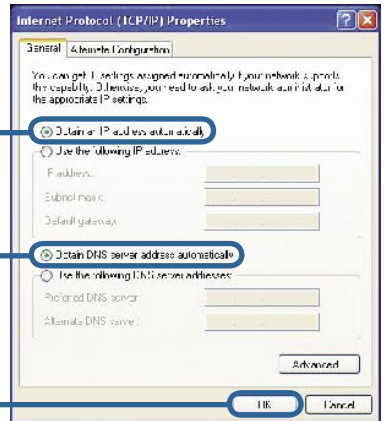 Internet Protocol (TCP/IP) Properties
General Alternate Configuration
You can get IP settings assigned automatically if your network supports
this capability. Otherwise, you need to ask your network administrator for
the appropriate IP settings.
Obtain an IP address automatically
Use the following IP address:
IP address:
Subnet mask:
Default gateway:
Obtain DNS server address automatically
Use the following DNS server addresses:
Preferred DNS server:
Alternate DNS server:
Advanced
OK Cancel